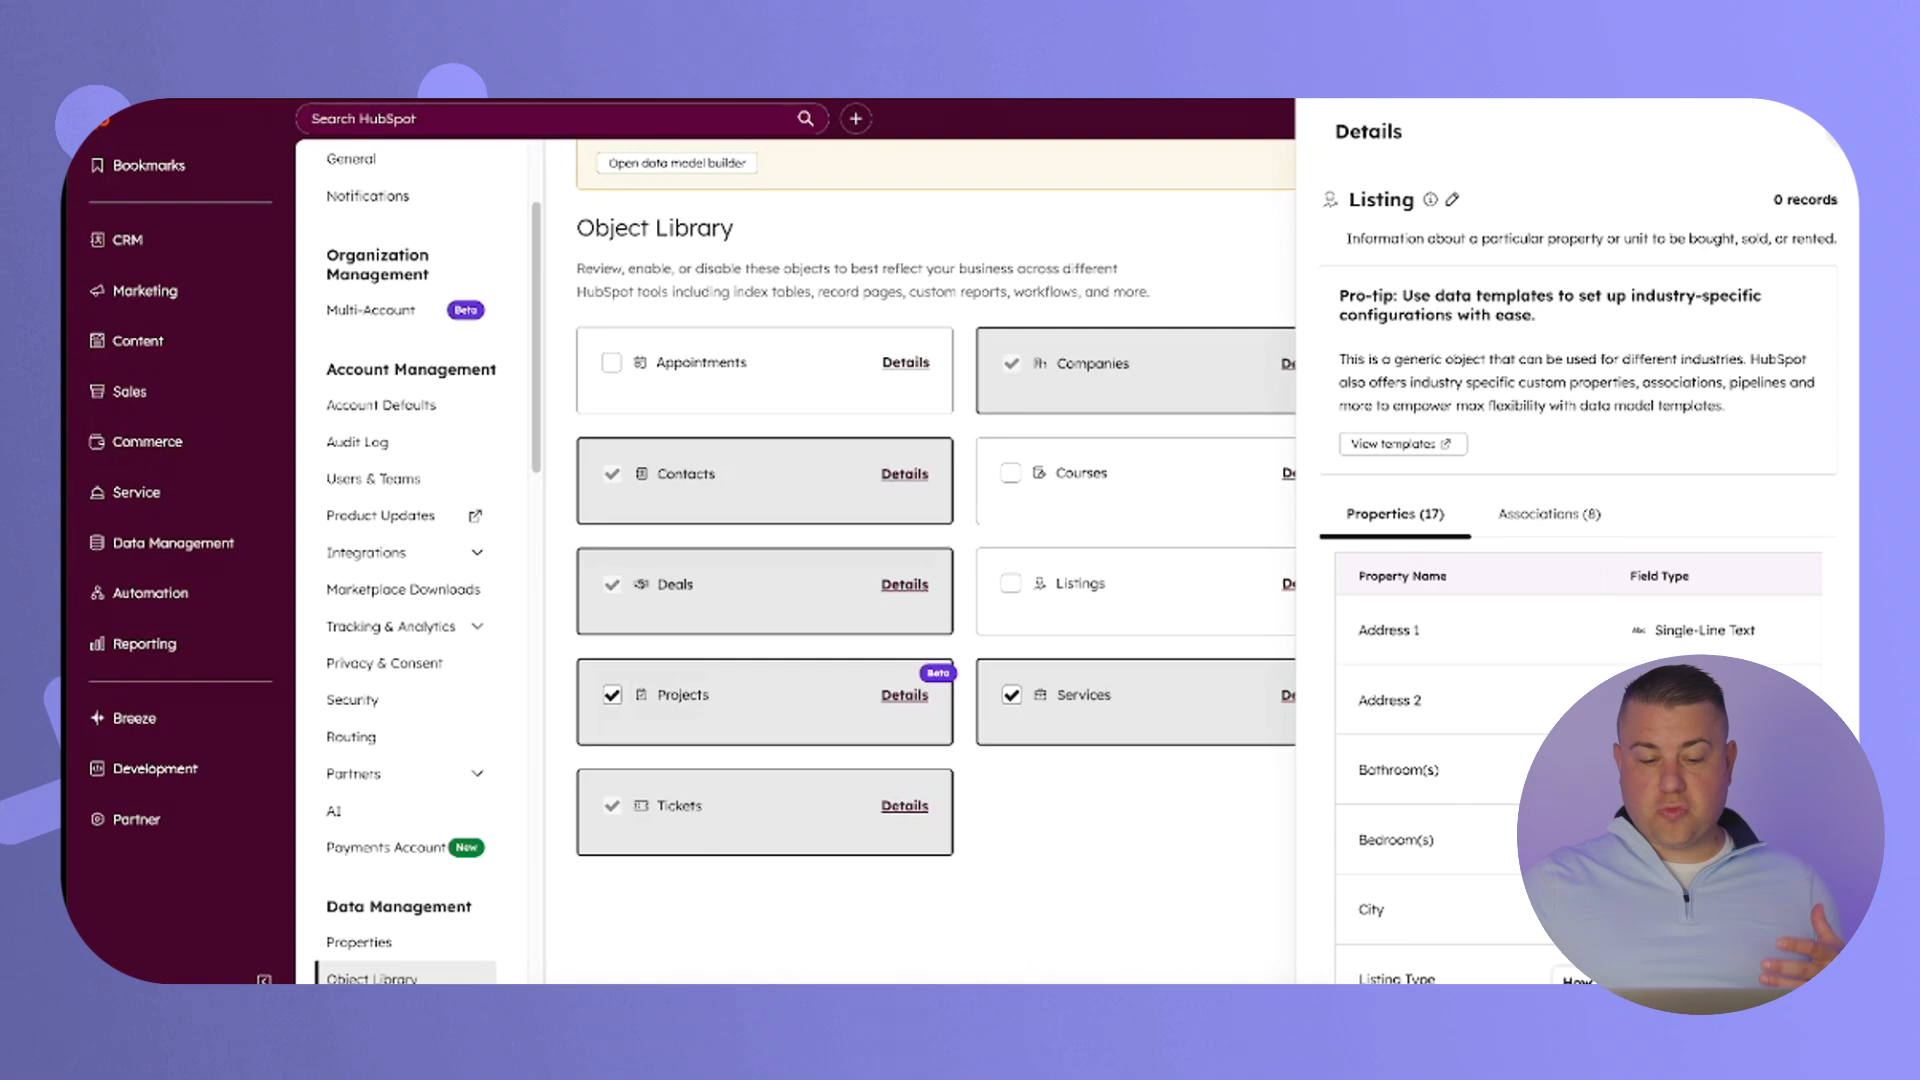 Search HubSpot
Bookmarks
CRM
Marketing
Content
Sales
Commerce
Service
Data Management
Automation
Reporting
Breeze
Development
Partner
General
Notifications
Organization
Management
Multi-Account Beta
Account Management
Account Defaults
Audit Log
Users & Teams
Product Updates
Integrations
Marketplace Downloads
Tracking & Analytics
Privacy & Consent
Security
Routing
Partners
AI
Payments Account New
Data Management
Properties
Object Library
Open data model builder
Object Library
Review, enable, or disable these objects to best reflect your business across different
HubSpot tools including index tables, record pages, custom reports, workflows, and more.
Appointments Details
Companies De
Contacts Details
Courses De
Deals Details
Listings De
Beta
Projects Details
Services De
Tickets Details
Details
Listing 0 records
Information about a particular property or unit to be bought, sold, or rented.
Pro-tip: Use data templates to set up industry-specific
configurations with ease.
This is a generic object that can be used for different industries. HubSpot
also offers industry specific custom properties, associations, pipelines and
more to empower max flexibility with data model templates.
View templates
Properties (17) Associations (8)
Property Name Field Type
Address 1 Abc Single-Line Text
Address 2
Bathroom(s)
Bedroom(s)
City
Listing Type How